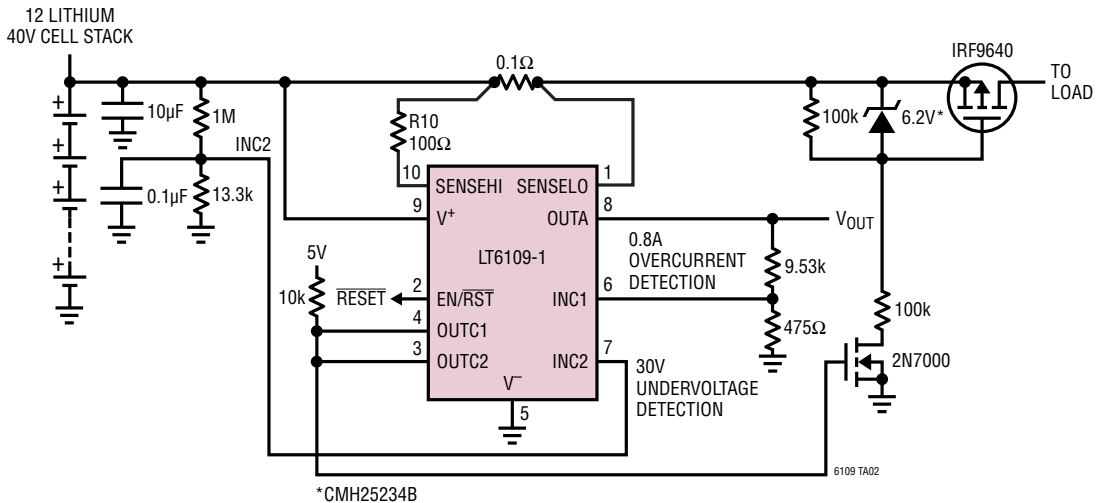 12 LITHIUM
40V CELL STACK
0.1Ω
IRF9640
TO
LOAD
+
+
+
+
10µF
1M
R10
100Ω
100k
6.2V*
INC2
0.1µF
13.3k
10
SENSEHI
SENSELO
1
9
V⁺
OUTA
8
VOUT
LT6109-1
0.8A
OVERCURRENT
DETECTION
9.53k
5V
10k
RESET
2
EN/RST
INC1
6
475Ω
100k
4
OUTC1
3
OUTC2
INC2
7
2N7000
30V
UNDERVOLTAGE
DETECTION
V⁻
5
6109 TA02
*CMH25234B